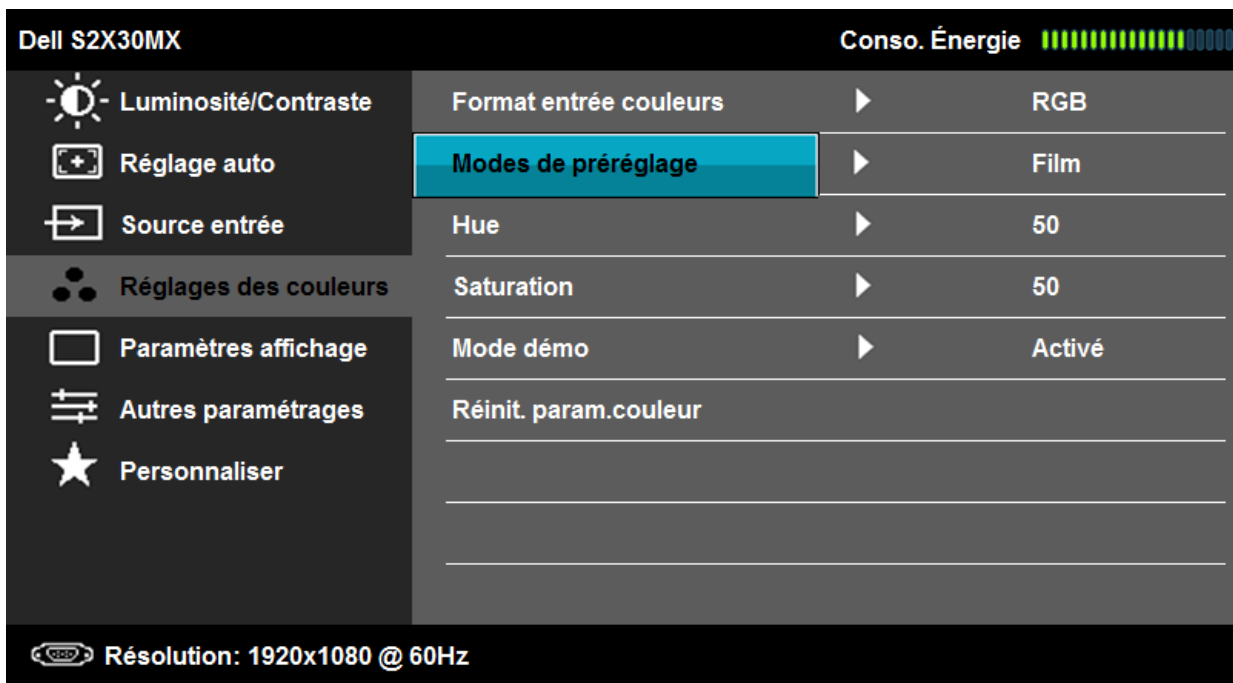 Dell S2X30MX Conso. Énergie
Luminosité/Contraste Format entrée couleurs RGB
Réglage auto Modes de préréglage Film
Source entrée Hue 50
Réglages des couleurs Saturation 50
Paramètres affichage Mode démo Activé
Autres paramétrages Réinit. param.couleur
Personnaliser
Résolution: 1920x1080 @ 60Hz